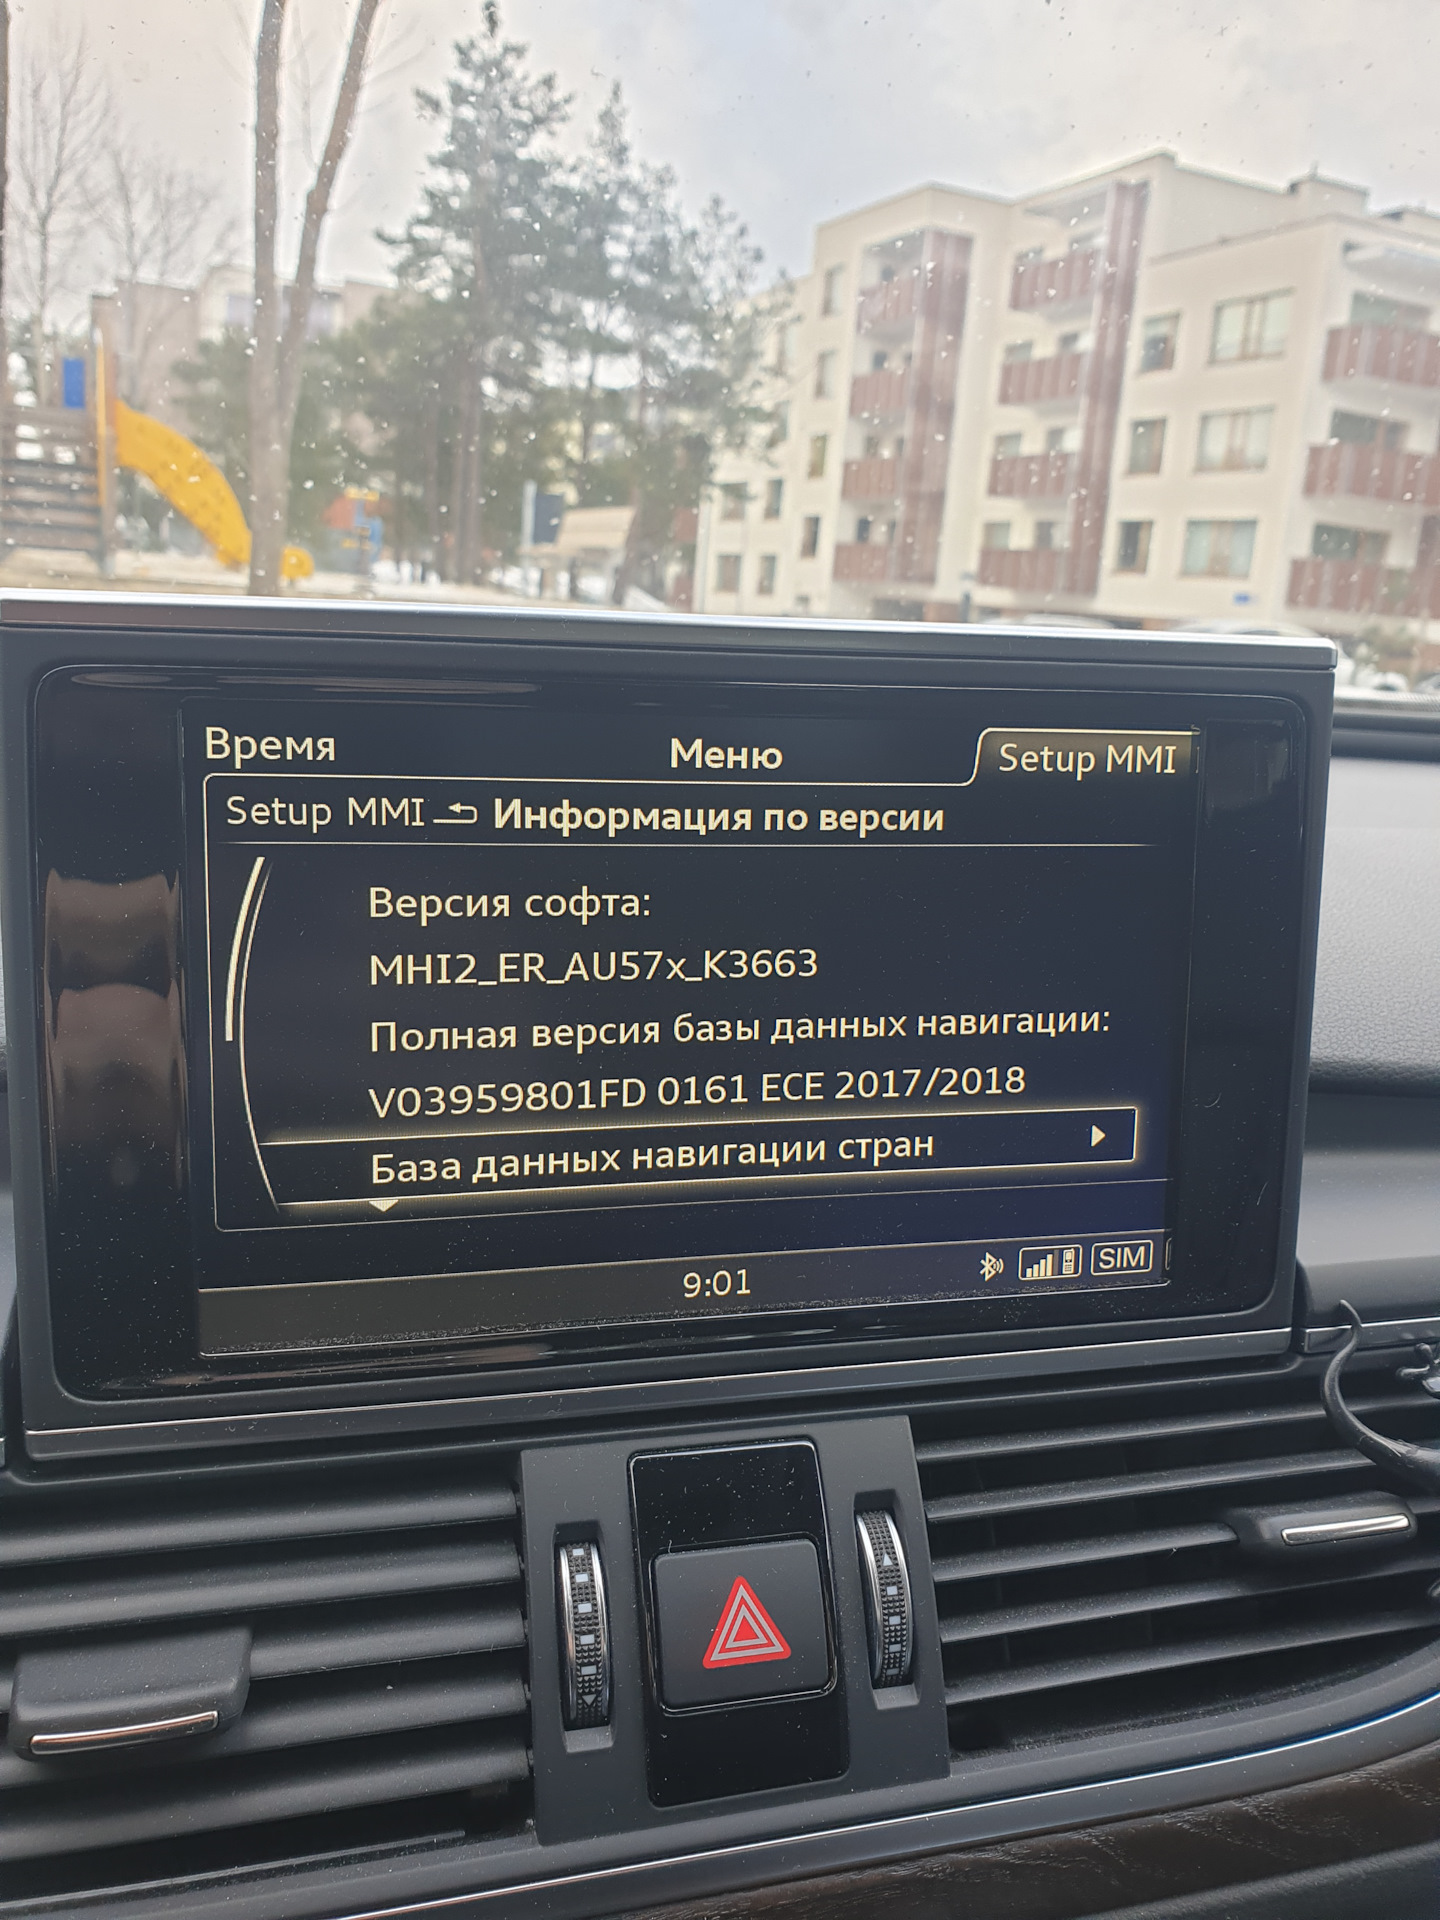 Время Меню Setup MMI
Setup MMI Информация по версии
Версия софта:
MHI2_ER_AU57x_K3663
Полная версия базы данных навигации:
V03959801FD 0161 ECE 2017/2018
База данных навигации стран
9:01 SIM